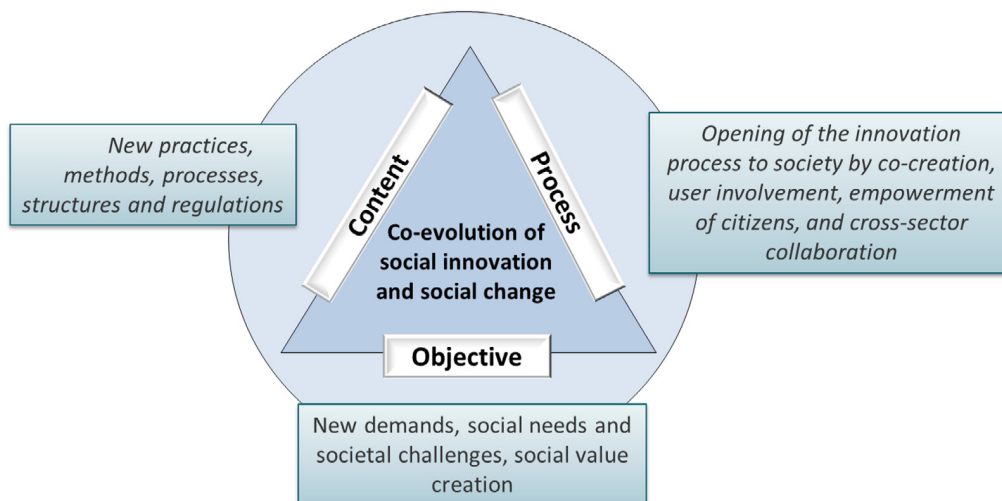 New practices,
methods, processes,
structures and regulations
Content
Process
Opening of the innovation
process to society by co-creation,
user involvement, empowerment
of citizens, and cross-sector
collaboration
Co-evolution of
social innovation
and social change
Objective
New demands, social needs and
societal challenges, social value
creation